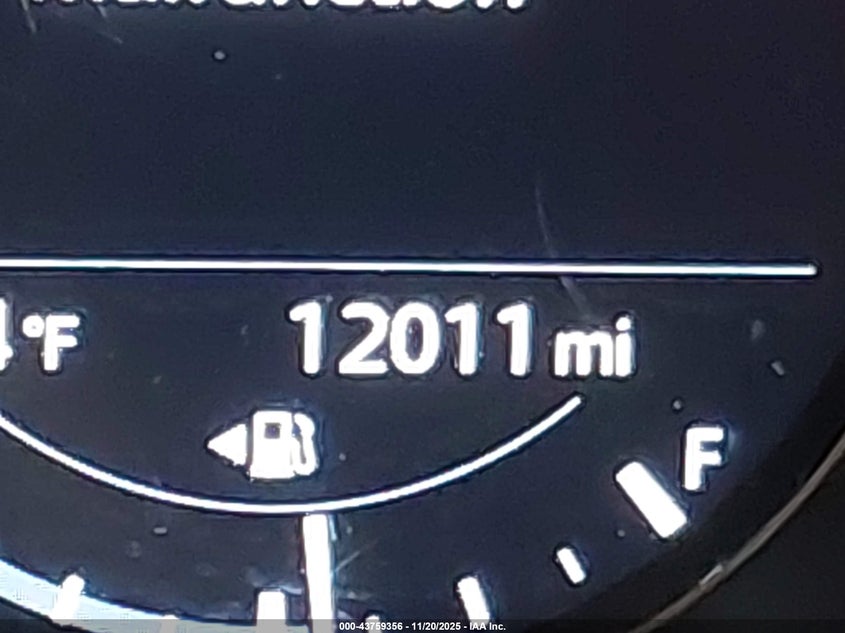 °F
12011 mi
F
000-43759356 - 11/20/2025 - IAA Inc.